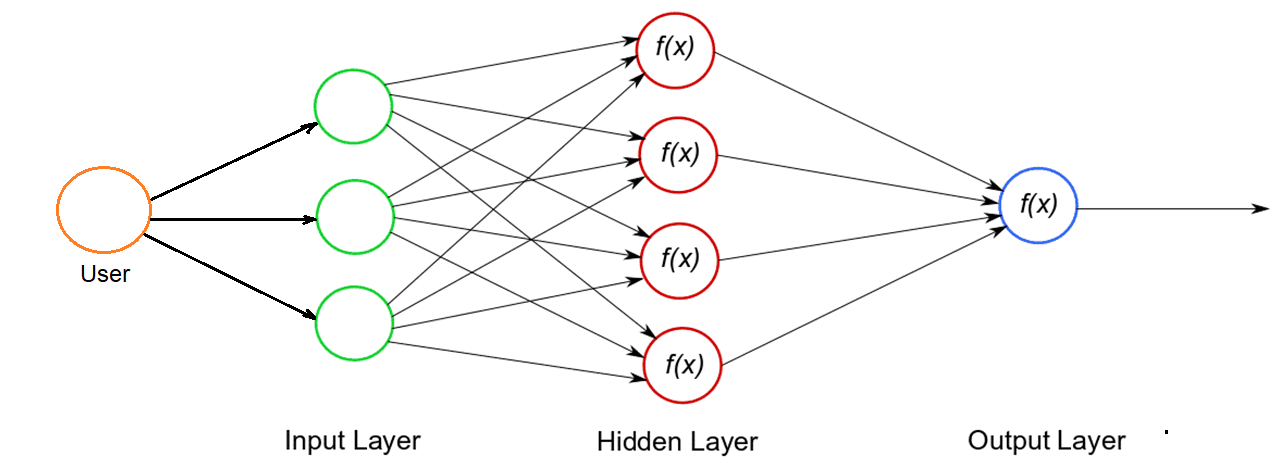 f(x)
f(x)
f(x)
f(x)
f(x)
User
Input Layer
Hidden Layer
Output Layer .